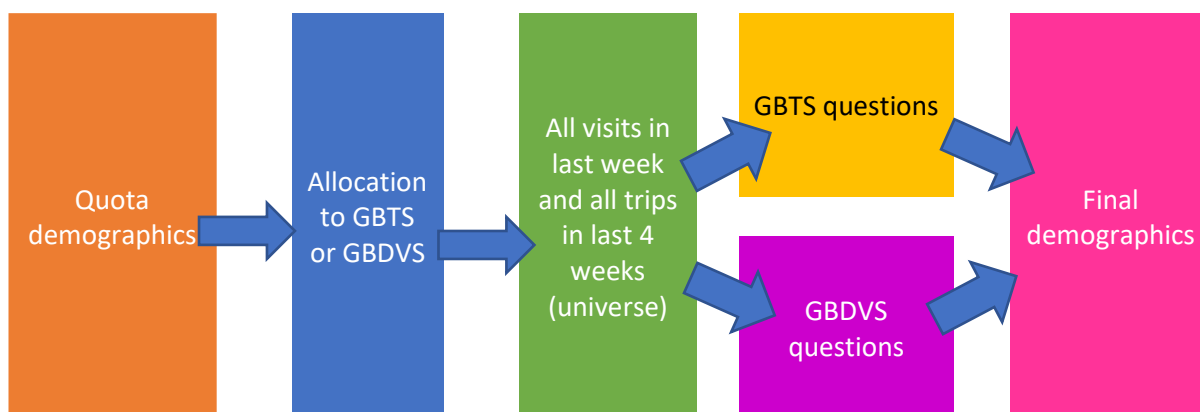 Quota
demographics
Allocation
to GBTS
or GBDVS
All visits in
last week
and all trips
in last 4
weeks
(universe)
GBTS questions
GBDVS
questions
Final
demographics